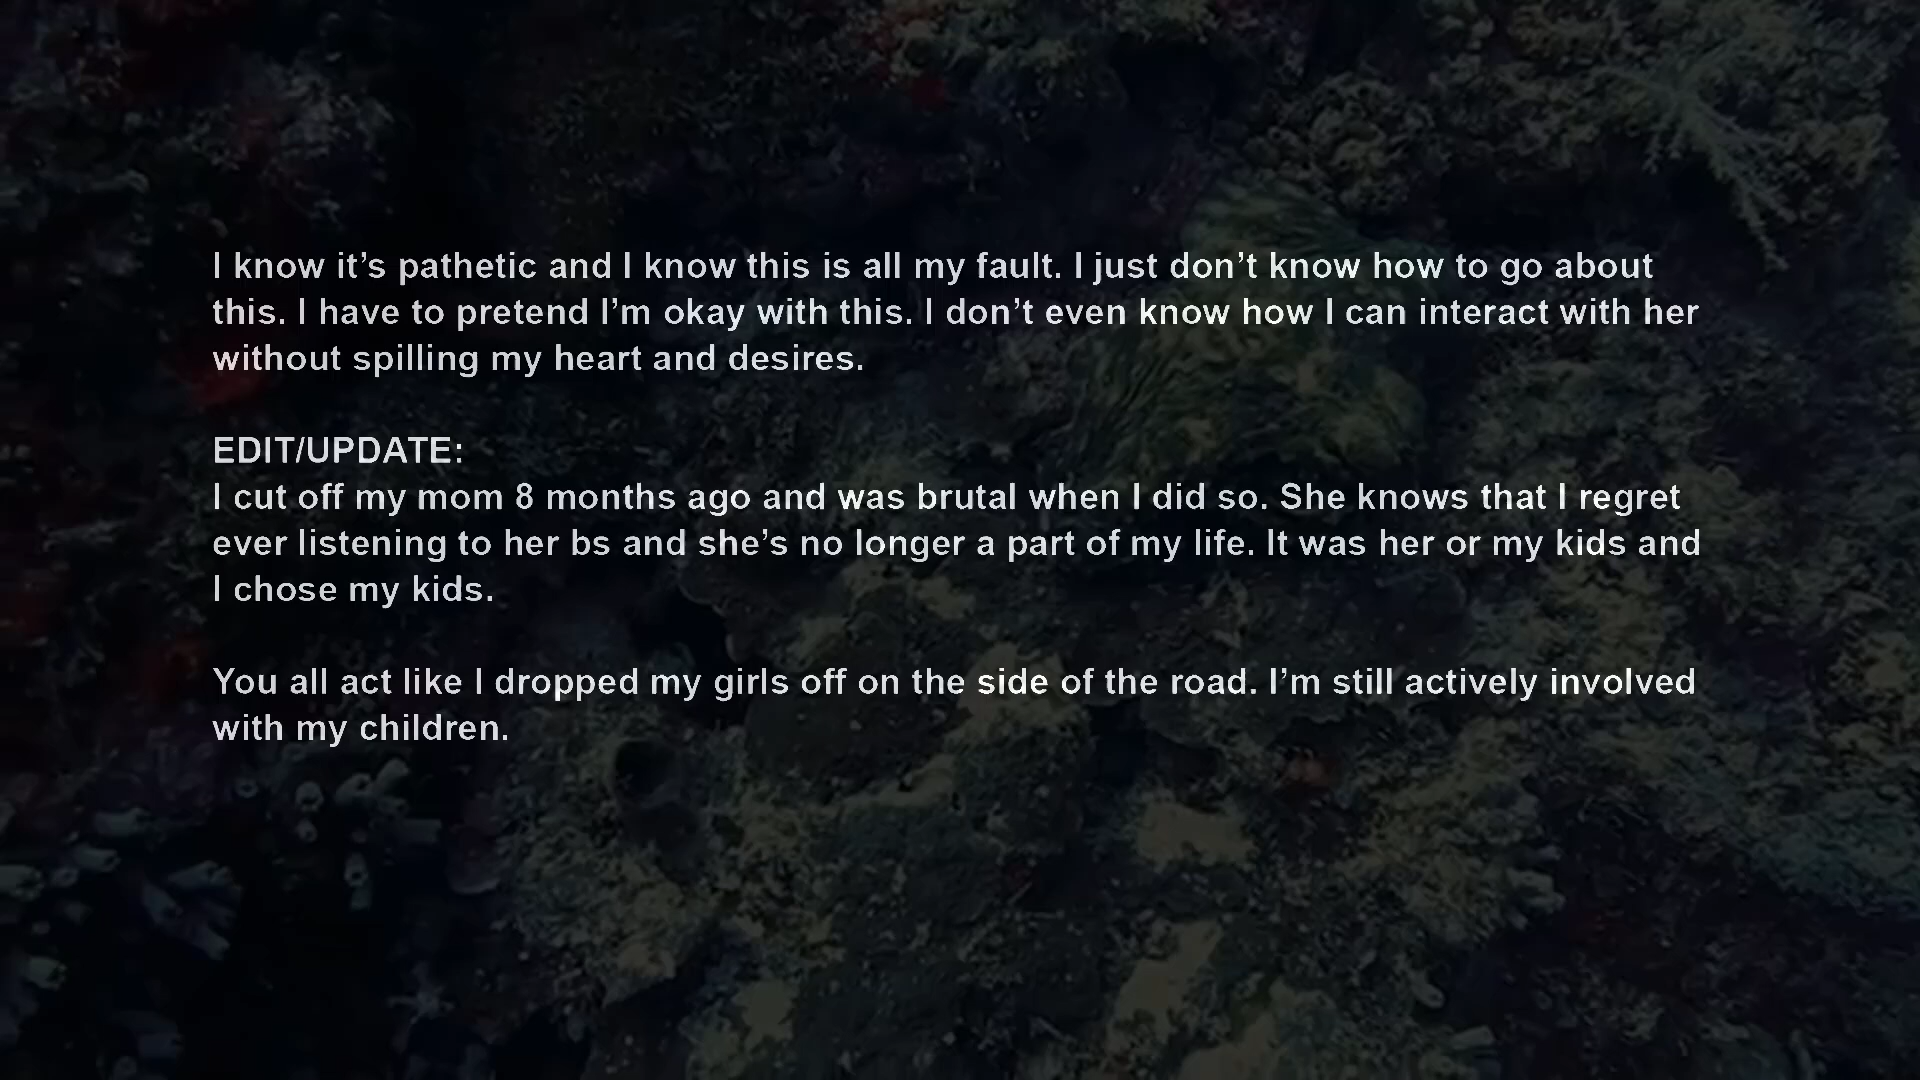 I know it’s pathetic and I know this is all my fault. I just don’t know how to go about
this. I have to pretend I’m okay with this. I don’t even know how I can interact with her
without spilling my heart and desires.
EDIT/UPDATE:
I cut off my mom 8 months ago and was brutal when I did so. She knows that I regret
ever listening to her bs and she’s no longer a part of my life. It was her or my kids and
I chose my kids.
You all act like I dropped my girls off on the side of the road. I’m still actively involved
with my children.